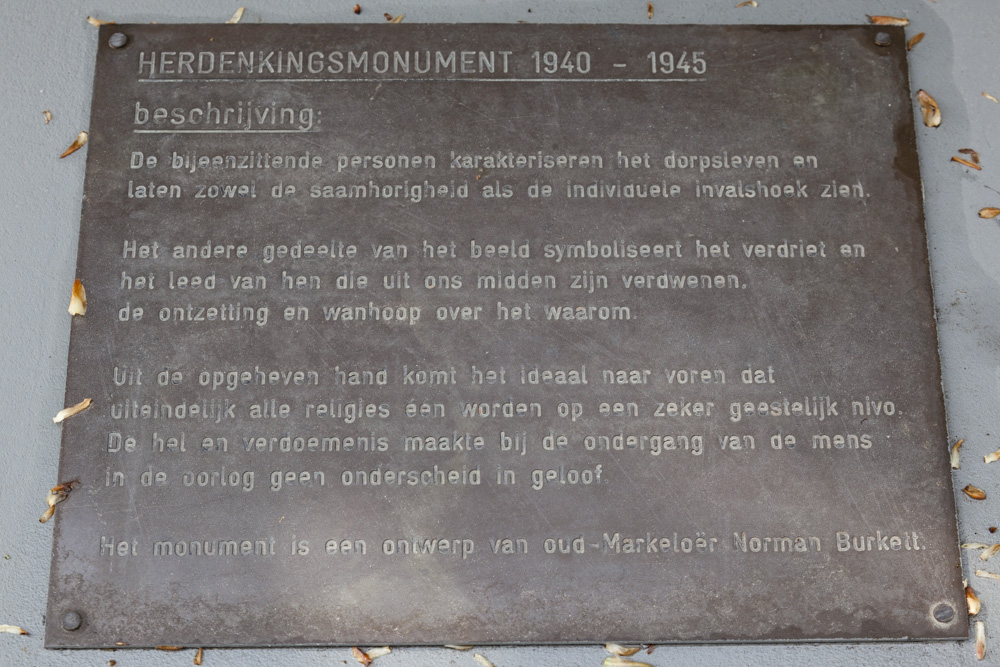 HERDENKINGSMONUMENT 1940 - 1945
beschrijving:
De bijeenzittende personen karakteriseren het dorpsleven en
laten zowel de saamhorigheid als de individuele invalshoek zien.
Het andere gedeelte van het beeld symboliseert het verdriet en
het leed van hen die uit ons midden zijn verdwenen.
de ontzetting en wanhoop over het waarom.
Uit de opgeheven hand komt het ideaal naar voren dat
uiteindelijk alle religies één worden op een zeker geestelijk nivo.
De hel en verdoemenis maakte bij de ondergang van de mens
in de oorlog geen onderscheid in geloof.
Het monument is een ontwerp van oud-Markeloër Norman Burkett.